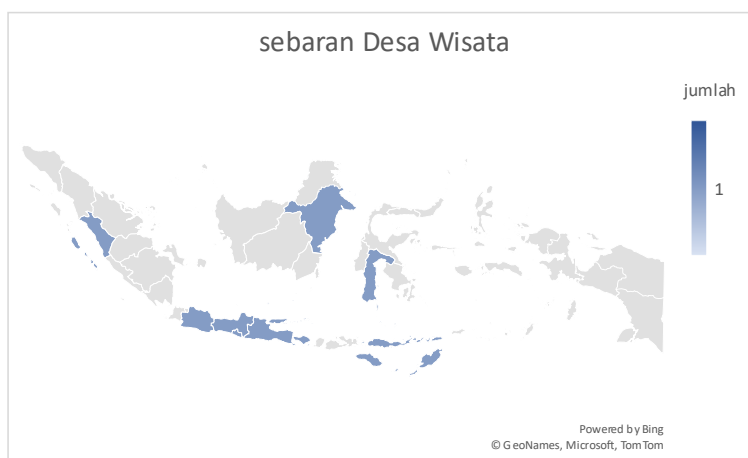 sebaran Desa Wisata
jumlah
1
Powered by Bing
© GeoNames, Microsoft, TomTom